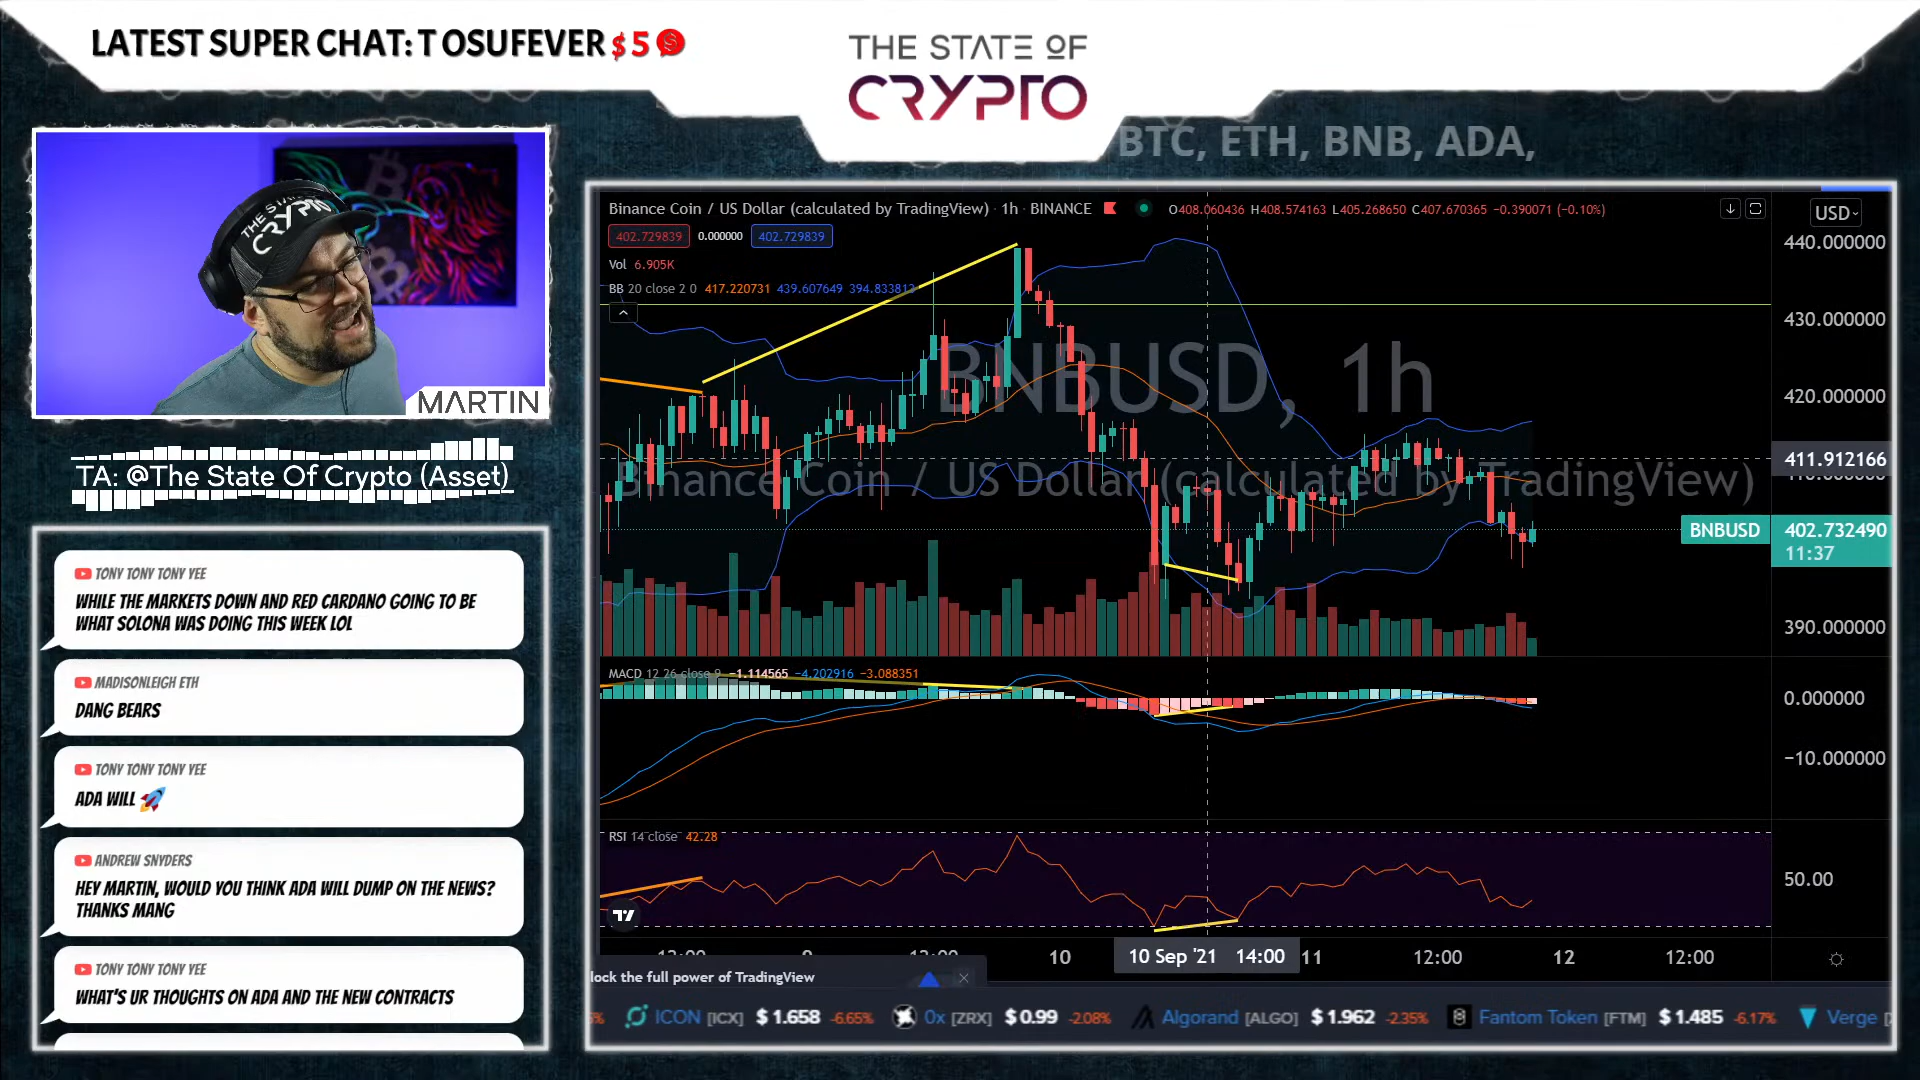 LATEST SUPER CHAT: T OSUFEVER $5
THE STATE OF
CRYPTO
BTC, ETH, BNB, ADA,
THE STATE
CRYPTO
MARTIN
TA: @The State Of Crypto (Asset)
TONY TONY TONY YEE
WHILE THE MARKETS DOWN AND RED CARDANO GOING TO BE
WHAT SOLONA WAS DOING THIS WEEK LOL
MADISONLEIGH ETH
DANG BEARS
TONY TONY TONY YEE
ADA WILL 🚀
ANDREW SNYDERS
HEY MARTIN, WOULD YOU THINK ADA WILL DUMP ON THE NEWS?
THANKS MANG
TONY TONY TONY YEE
WHAT'S UR THOUGHTS ON ADA AND THE NEW CONTRACTS
Binance Coin / US Dollar (calculated by TradingView) · 1h · BINANCE O408.060436 H408.574163 L405.268650 C407.670365 −0.390071 (−0.10%)
USD
402.729839 0.000000 402.729839
Vol 6.905K
BB 20 close 2 0 417.220731 439.607649 394.833813
BNBUSD, 1h
Binance Coin / US Dollar (calculated by TradingView)
440.000000
430.000000
420.000000
411.912166
BNBUSD 402.732490
11:37
390.000000
MACD 12 26 close 9 −1.114565 −4.202916 −3.088351
0.000000
−10.000000
RSI 14 close 42.28
50.00
12:00 10 10 Sep '21 14:00 11 12:00 12 12:00
lock the full power of TradingView
ICON [ICX] $ 1.658 -6.65% 0x [ZRX] $ 0.99 -2.08% Algorand [ALGO] $ 1.962 -2.35% Fantom Token [FTM] $ 1.485 -6.17% Verge